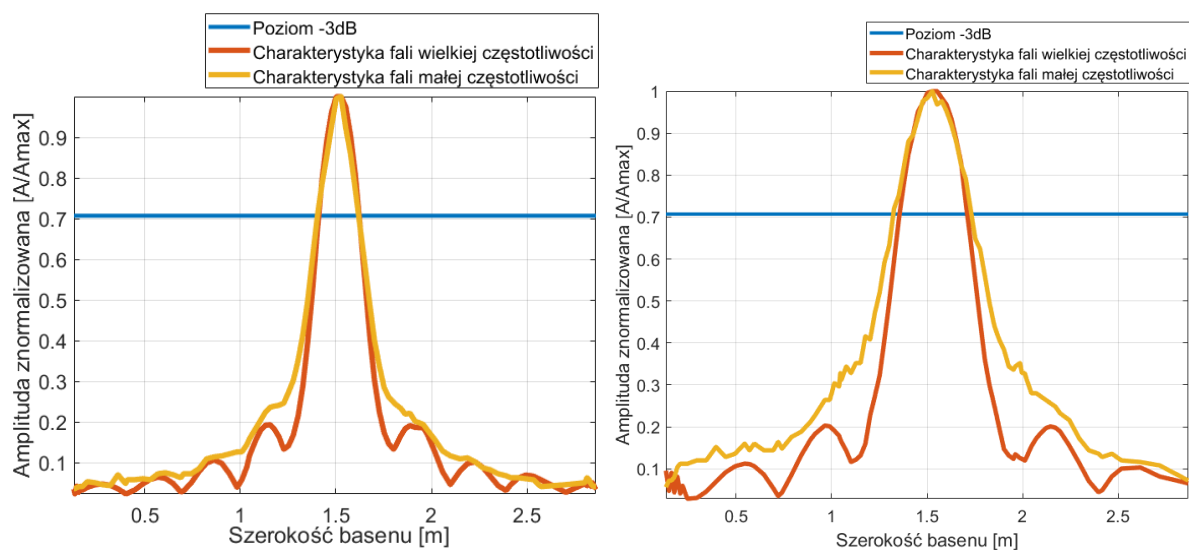 Poziom -3dB
Charakterystyka fali wielkiej częstotliwości
Charakterystyka fali małej częstotliwości
Amplituda znormalizowana [A/Amax]
0.9
0.8
0.7
0.6
0.5
0.4
0.3
0.2
0.1
0.5 1 1.5 2 2.5
Szerokość basenu [m]
Poziom -3dB
Charakterystyka fali wielkiej częstotliwości
Charakterystyka fali małej częstotliwości
Amplituda znormalizowana [A/Amax]
1
0.9
0.8
0.7
0.6
0.5
0.4
0.3
0.2
0.1
0.5 1 1.5 2 2.5
Szerokość basenu [m]